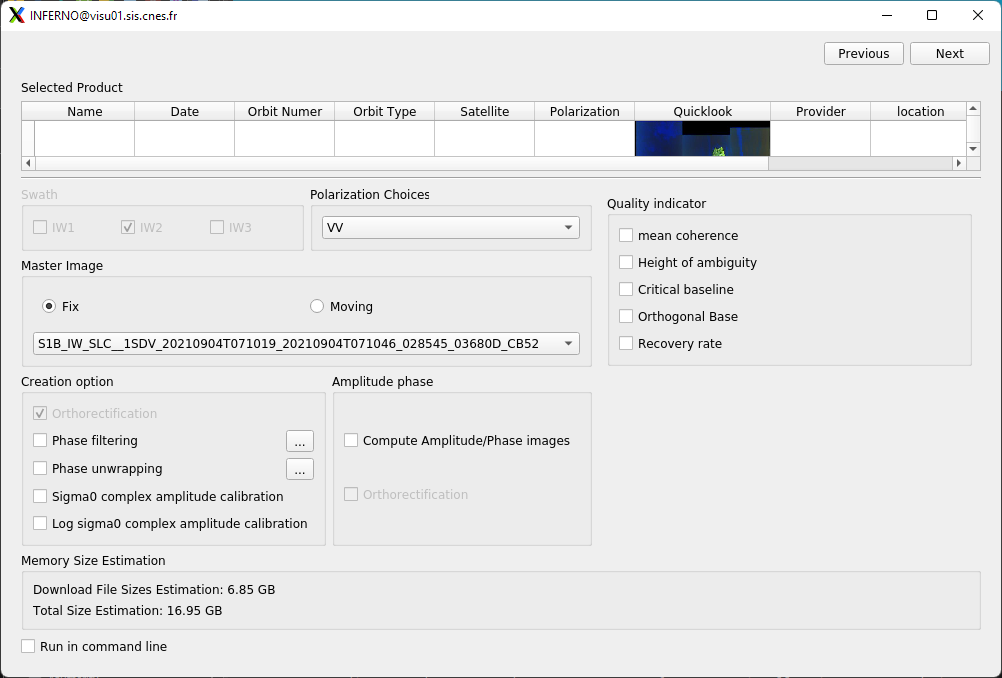 INFERNO@visu01.sis.cnes.fr
Previous Next
Selected Product
Name Date Orbit Numer Orbit Type Satellite Polarization Quicklook Provider location
Swath
IW1 IW2 IW3
Polarization Choices
VV
Quality indicator
mean coherence
Height of ambiguity
Critical baseline
Orthogonal Base
Recovery rate
Master Image
Fix Moving
S1B_IW_SLC__1SDV_20210904T071019_20210904T071046_028545_03680D_CB52
Creation option
Orthorectification
Phase filtering ...
Phase unwrapping ...
Sigma0 complex amplitude calibration
Log sigma0 complex amplitude calibration
Amplitude phase
Compute Amplitude/Phase images
Orthorectification
Memory Size Estimation
Download File Sizes Estimation: 6.85 GB
Total Size Estimation: 16.95 GB
Run in command line